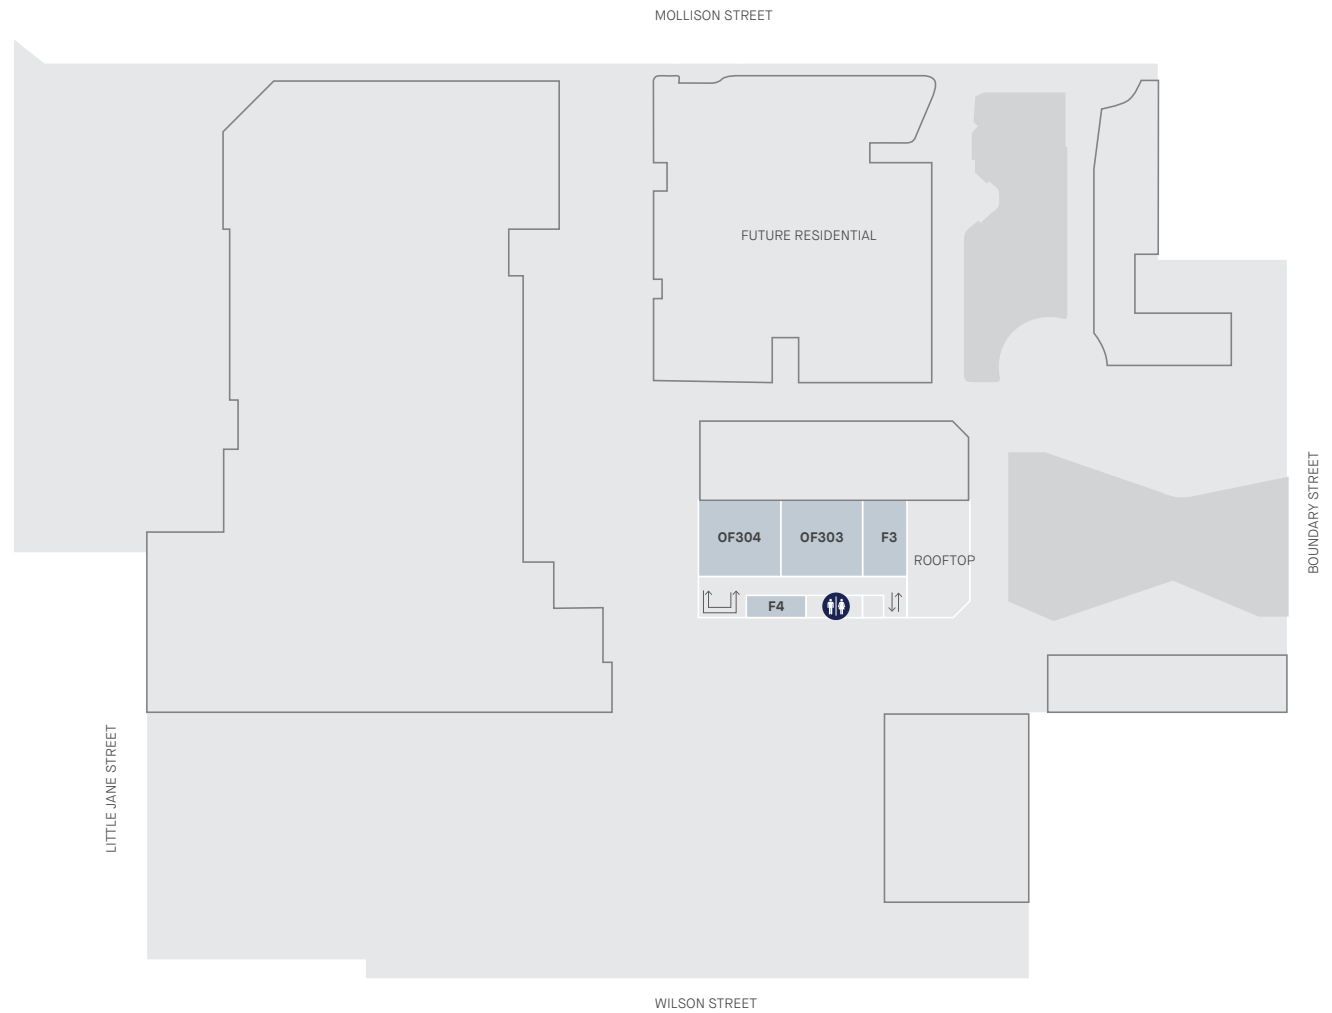 MOLLISON STREET
FUTURE RESIDENTIAL
BOUNDARY STREET
OF304
OF303
F3
ROOFTOP
F4
LITTLE JANE STREET
WILSON STREET